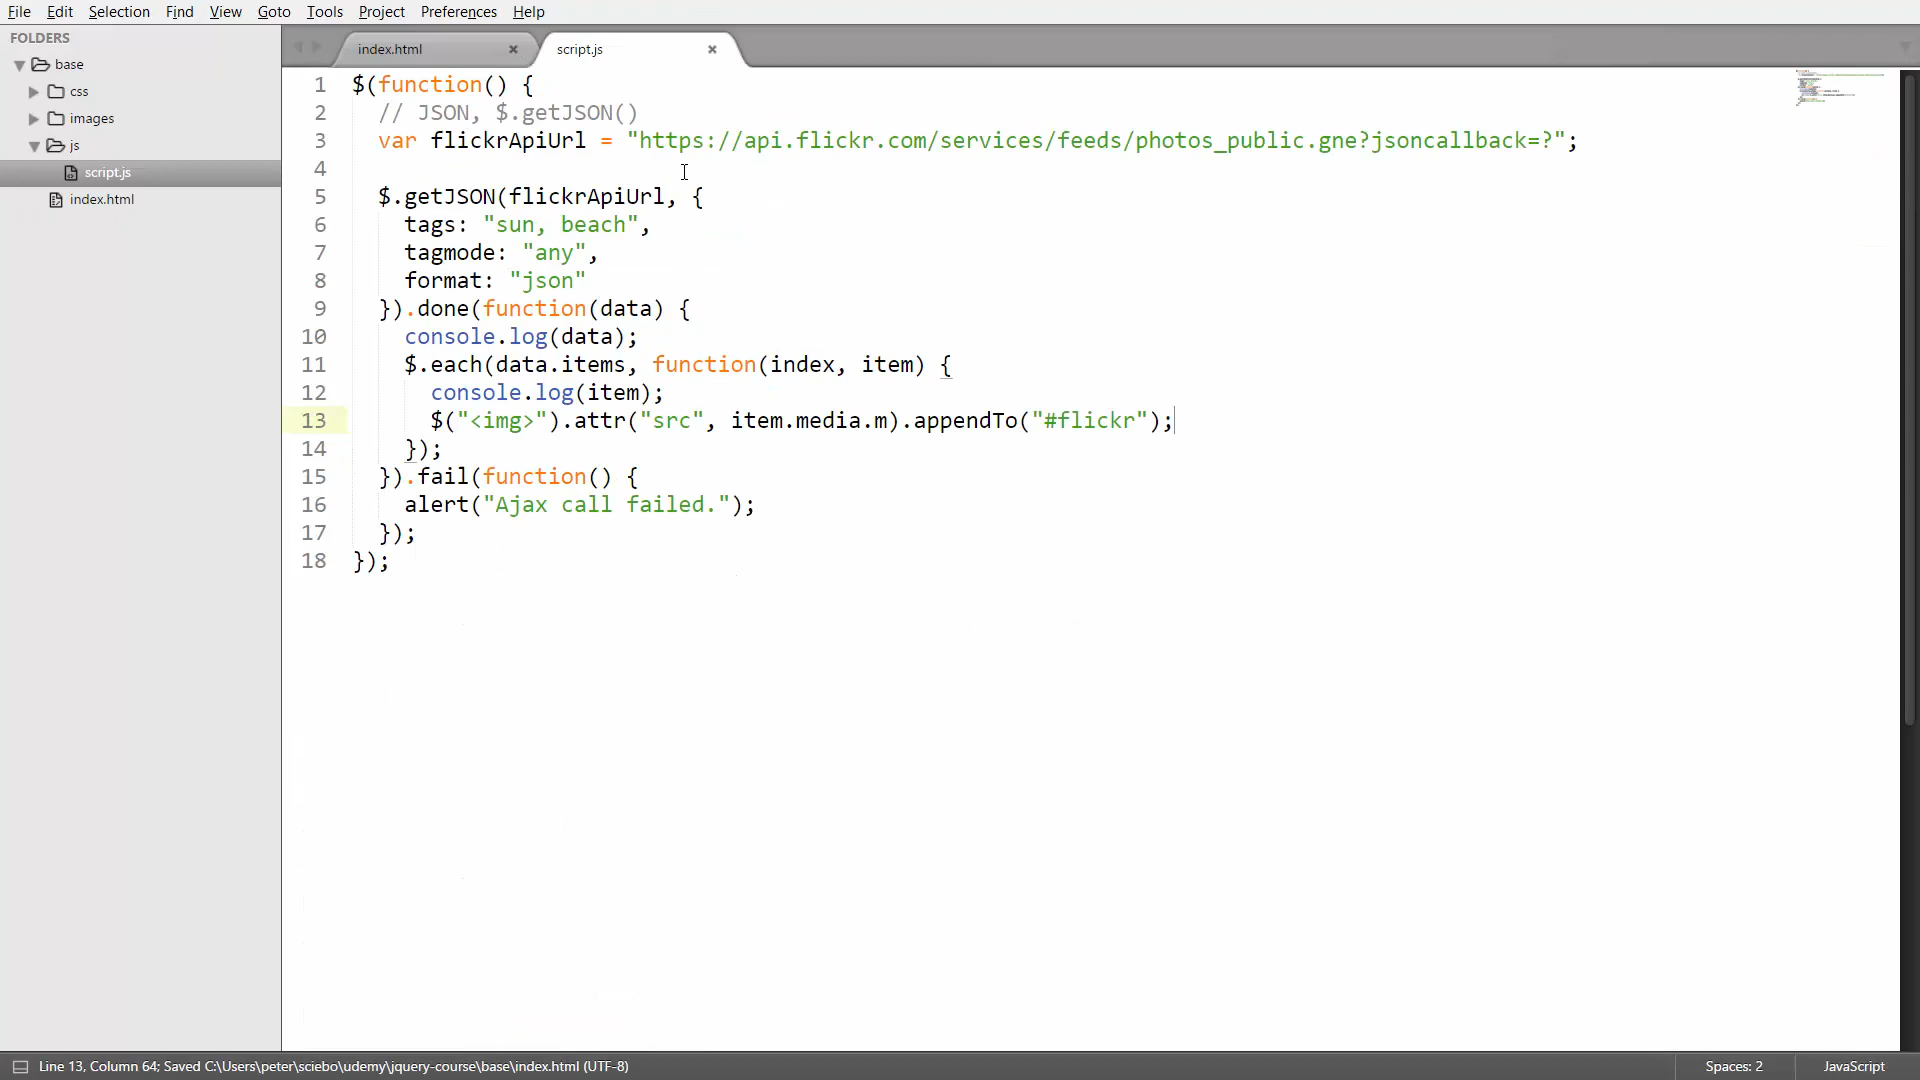 File Edit Selection Find View Goto Tools Project Preferences Help
FOLDERS
base
css
images
js
script.js
index.html
index.html × script.js ×
1 $(function() {
2 // JSON, $.getJSON()
3 var flickrApiUrl = "https://api.flickr.com/services/feeds/photos_public.gne?jsoncallback=?";
4
5 $.getJSON(flickrApiUrl, {
6 tags: "sun, beach",
7 tagmode: "any",
8 format: "json"
9 }).done(function(data) {
10 console.log(data);
11 $.each(data.items, function(index, item) {
12 console.log(item);
13 $("<img>").attr("src", item.media.m).appendTo("#flickr");
14 });
15 }).fail(function() {
16 alert("Ajax call failed.");
17 });
18 });
Line 13, Column 64; Saved C:\Users\peter\sciebo\udemy\jquery-course\base\index.html (UTF-8) Spaces: 2 JavaScript